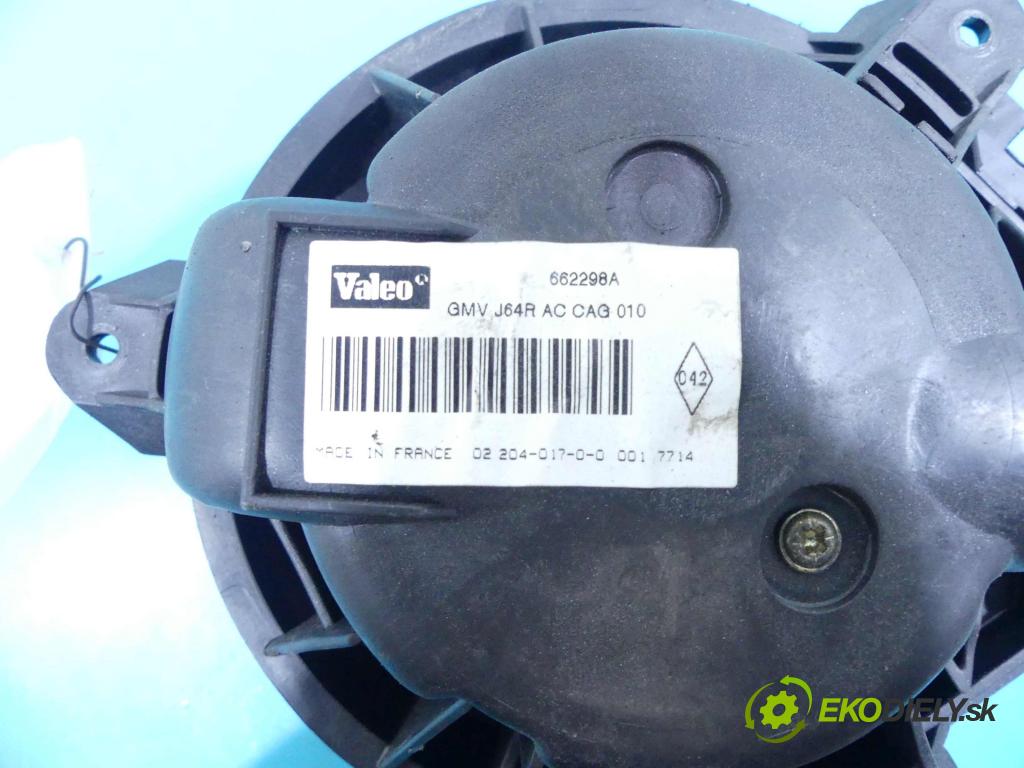 Valeo
662298A
GMV J64R AC CAG 010
042
MADE IN FRANCE 02 204-017-0-0 001 7714
EKODIELY.sk